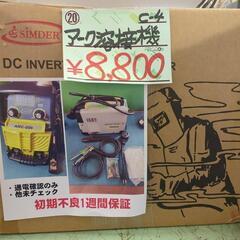 ⑳
C-4
アーク溶接機
¥8,800
SIMDER
DC INVER
R
・通電確認のみ
・他未チェック
初期不良1週間保証